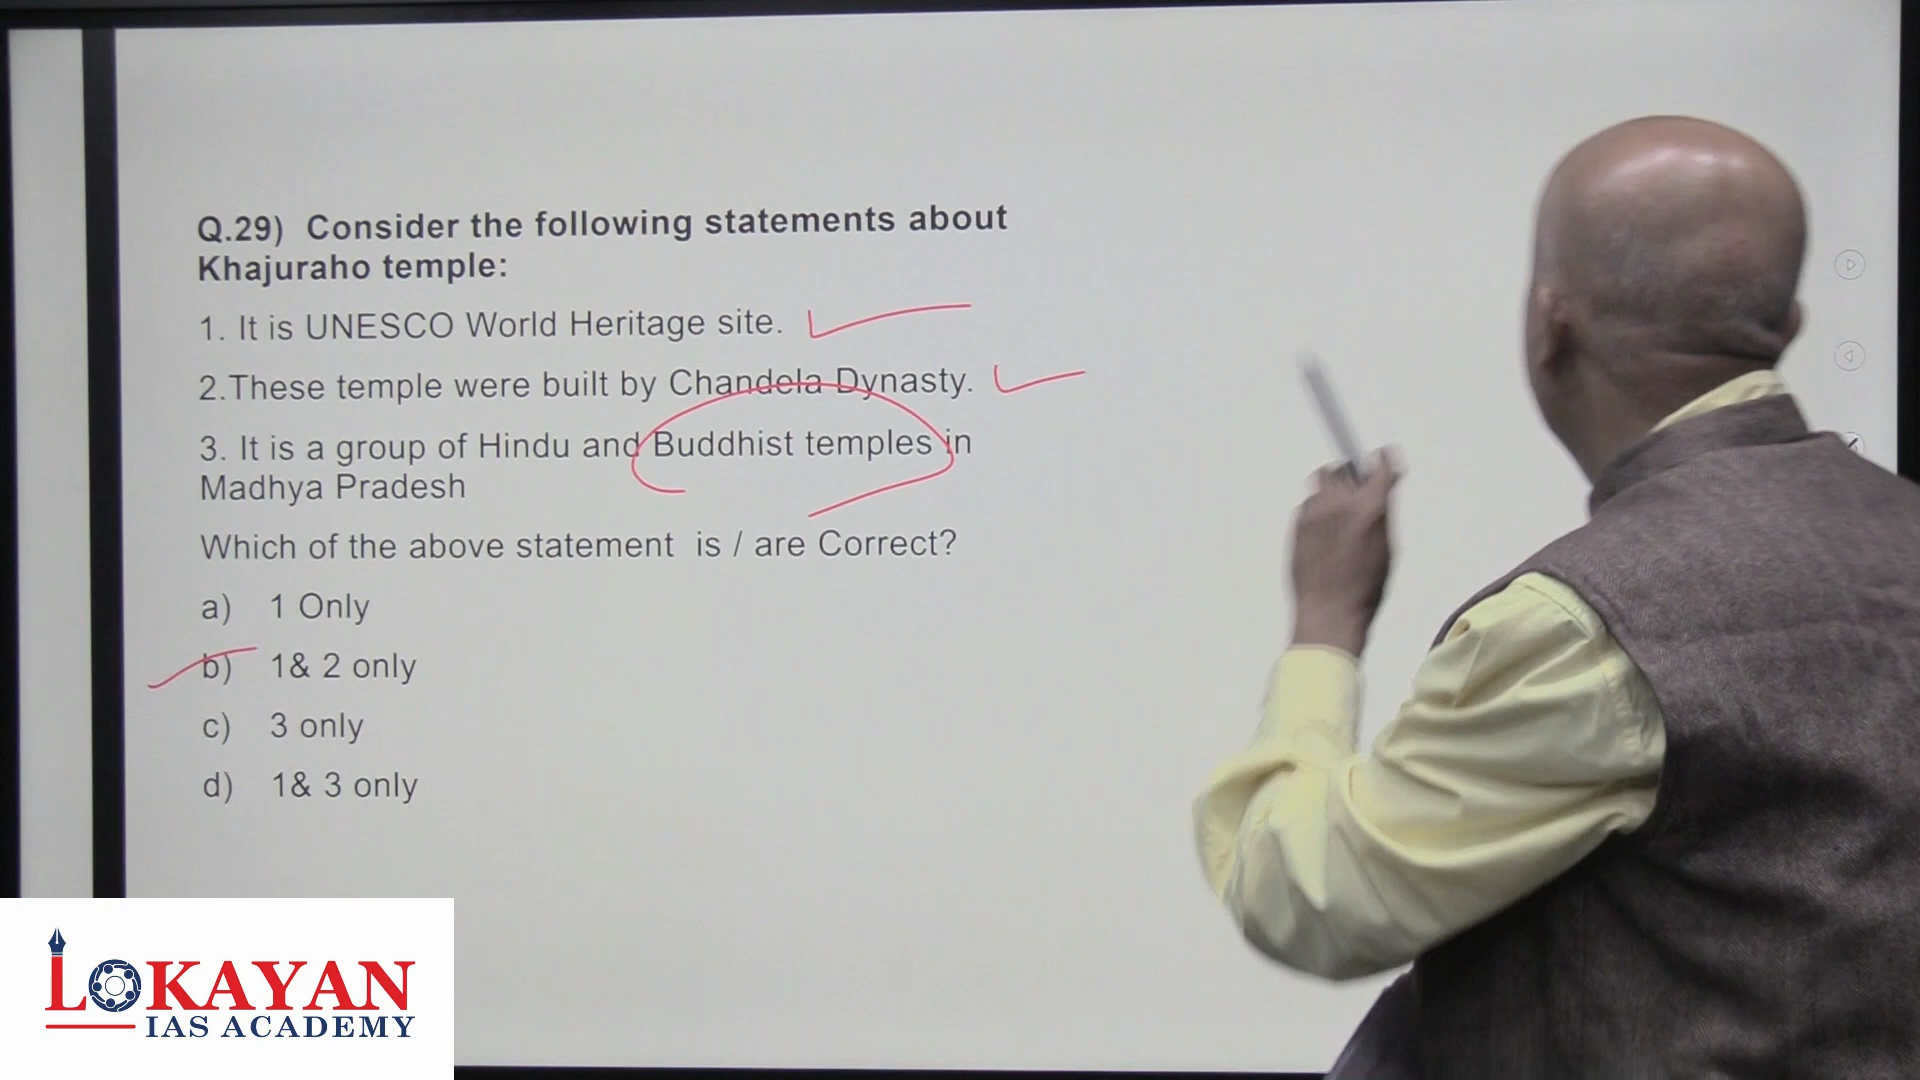 Q.29) Consider the following statements about
Khajuraho temple:
1. It is UNESCO World Heritage site.
2.These temple were built by Chandela Dynasty.
3. It is a group of Hindu and Buddhist temples in
Madhya Pradesh
Which of the above statement is / are Correct?
a) 1 Only
b) 1& 2 only
c) 3 only
d) 1& 3 only
LOKAYAN
IAS ACADEMY